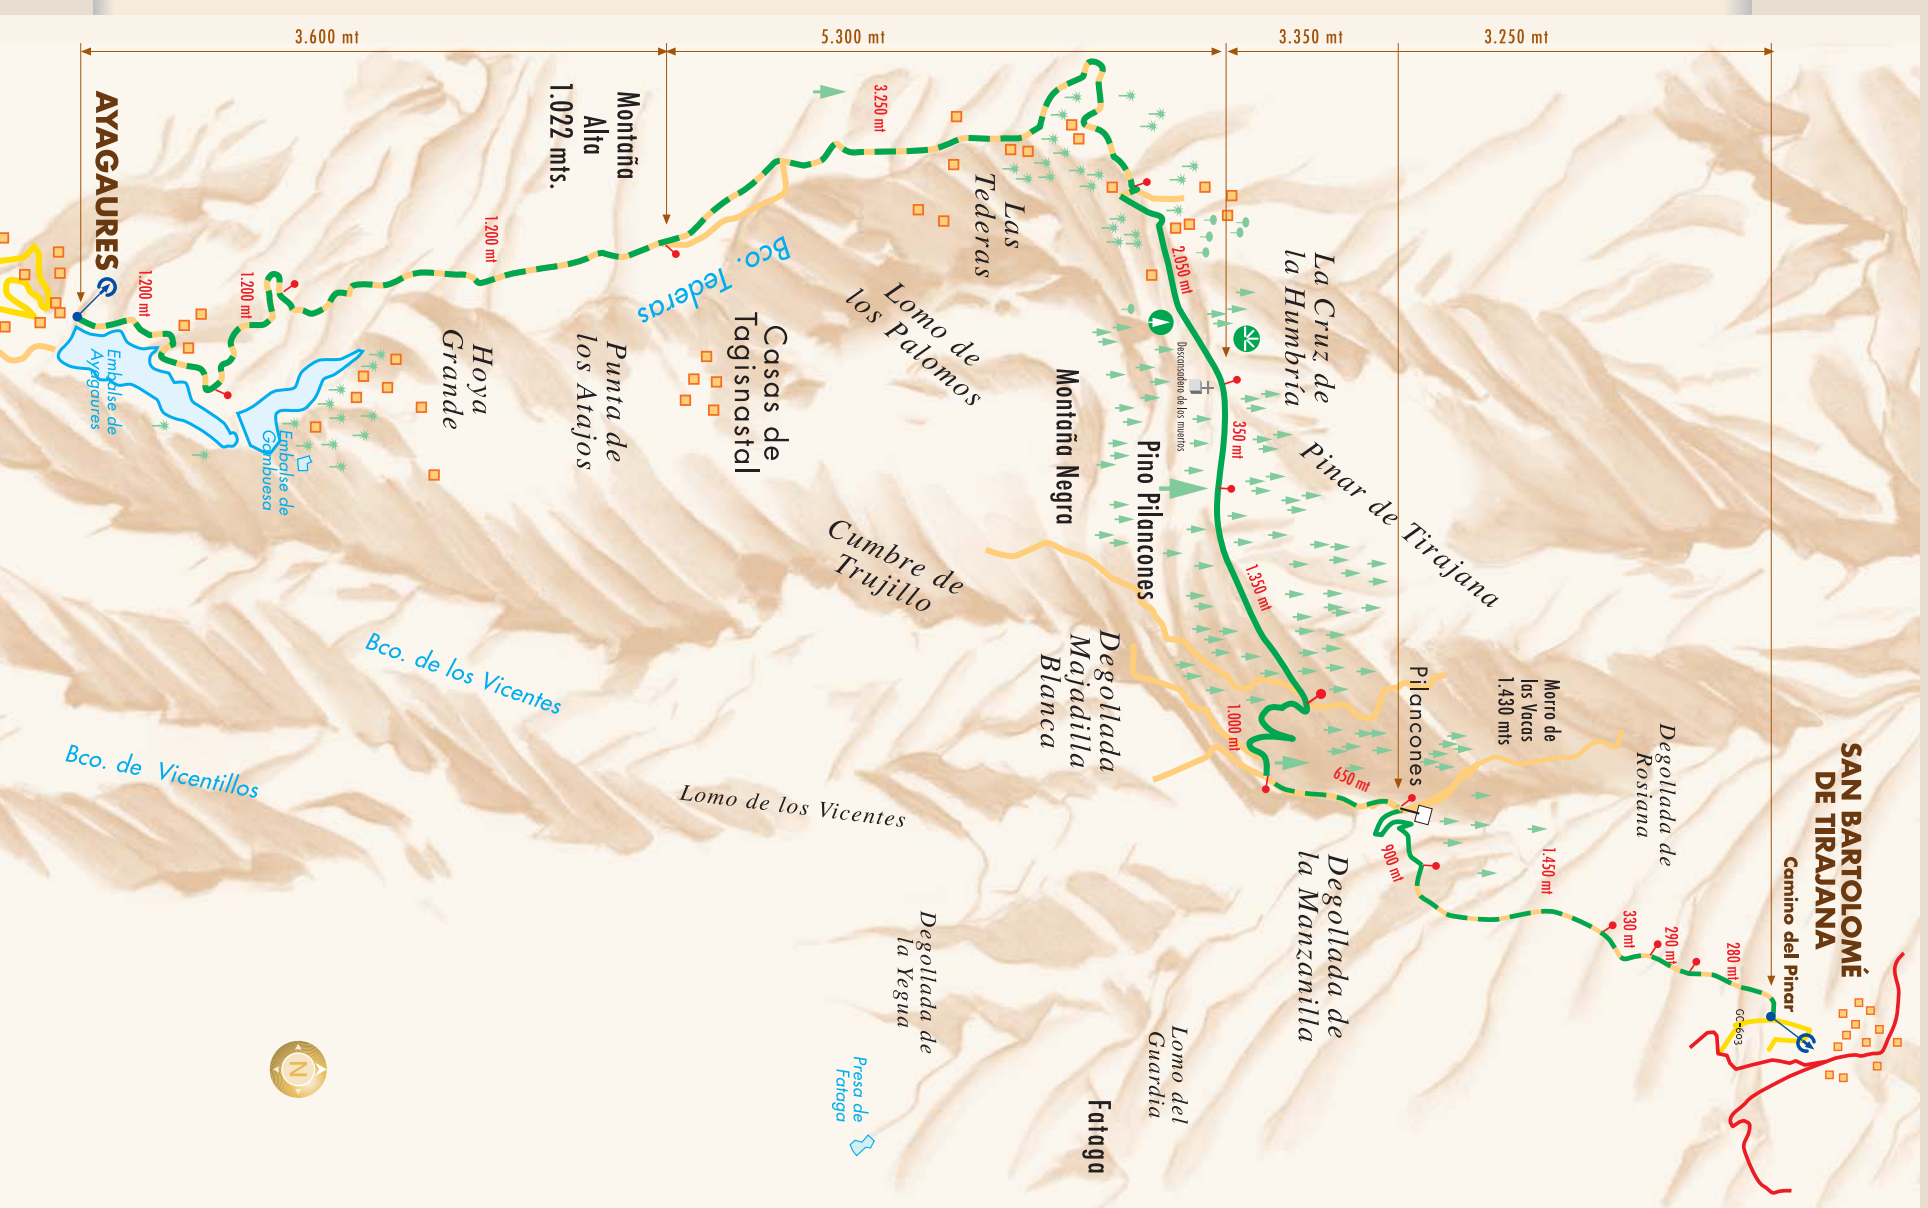 3.600 mt
5.300 mt
3.350 mt
3.250 mt
SAN BARTOLOMÉ
DE TIRAJANA
Camino del Pinar
GC-603
280 mt
290 mt
330 mt
1.450 mt
Degollada de
Rosiana
Morro de
las Vacas
1.430 mts
Pilancones
900 mt
650 mt
Degollada de
la Manzanilla
1.000 mt
Pinar de Tirajana
1.350 mt
350 mt
La Cruz de
la Humbría
2.050 mt
Descansadero de los muertos
Pino Pilancones
Montaña Negra
Degollada
Majadilla
Blanca
Lomo del
Guardia
Fataga
Las
Tederas
Lomo de
los Palomos
Cumbre de
Trujillo
Degollada de
la Yegua
Presa de
Fataga
Lomo de los Vicentes
3.250 mt
Bco. Tederas
Casas de
Tagisnastal
Montaña
Alta
1.022 mts.
Punta de
los Atajos
1.200 mt
Hoya
Grande
Bco. de los Vicentes
Bco. de Vicentillos
1.200 mt
Embalse de
Gambuesa
1.200 mt
AYAGAURES
Embalse de
Ayagaures
N